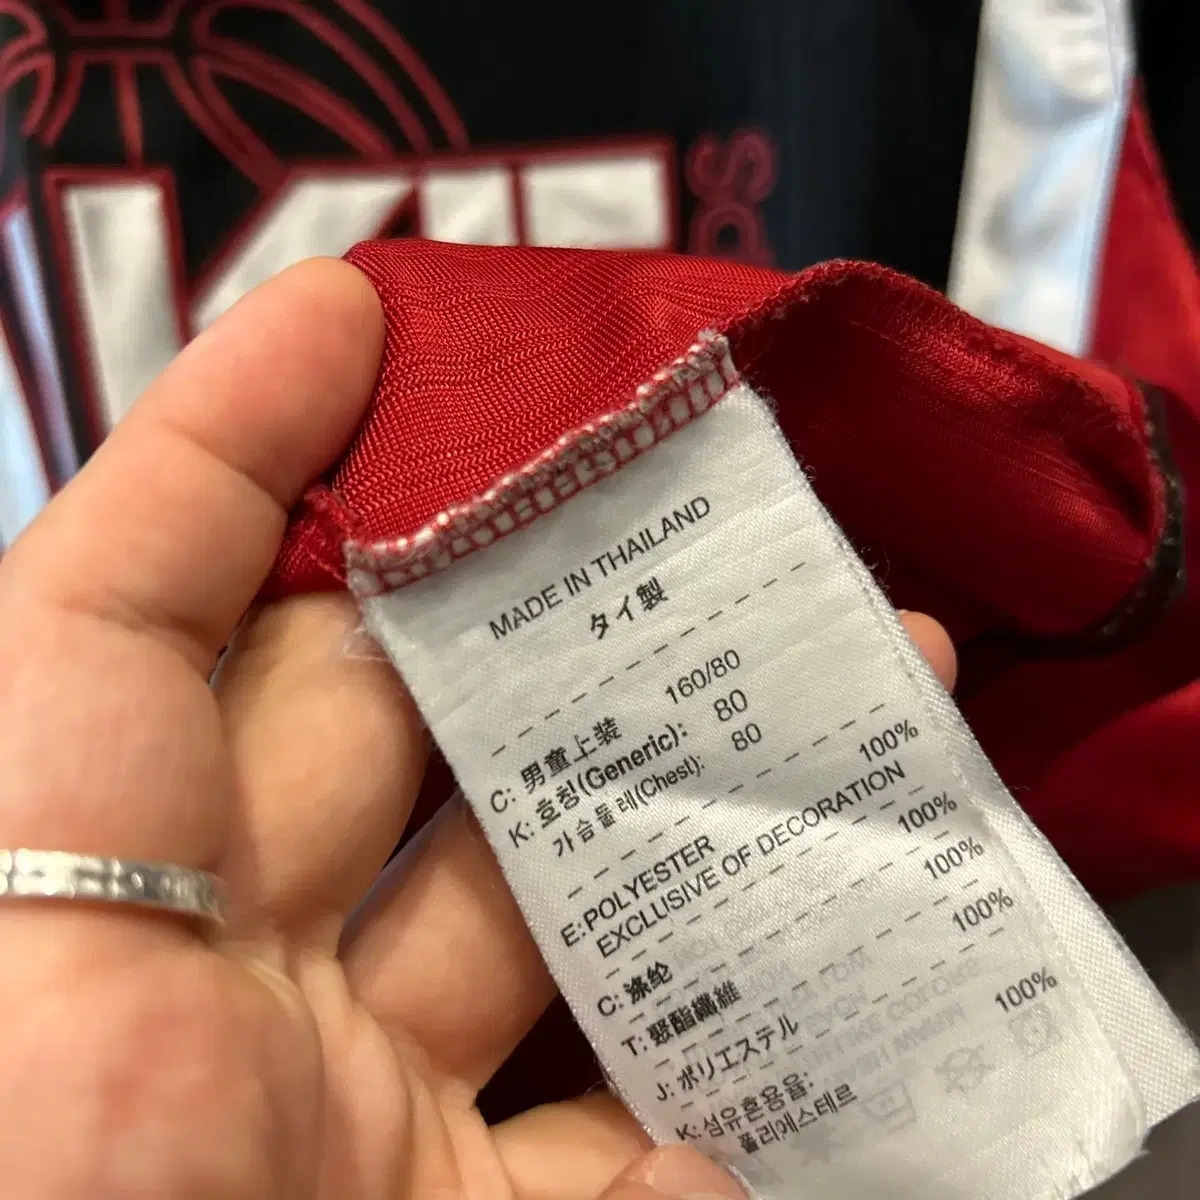 MADE IN THAILAND
タイ製
C: 男童上装 160/80
K: 호칭(Generic): 80
가슴둘레(Chest): 80
E:POLYESTER 100%
EXCLUSIVE OF DECORATION
C: 涤纶 100%
T: 聚酯纖維 100%
J: ポリエステル 100%
K: 섬유혼용율:
폴리에스테르 100%